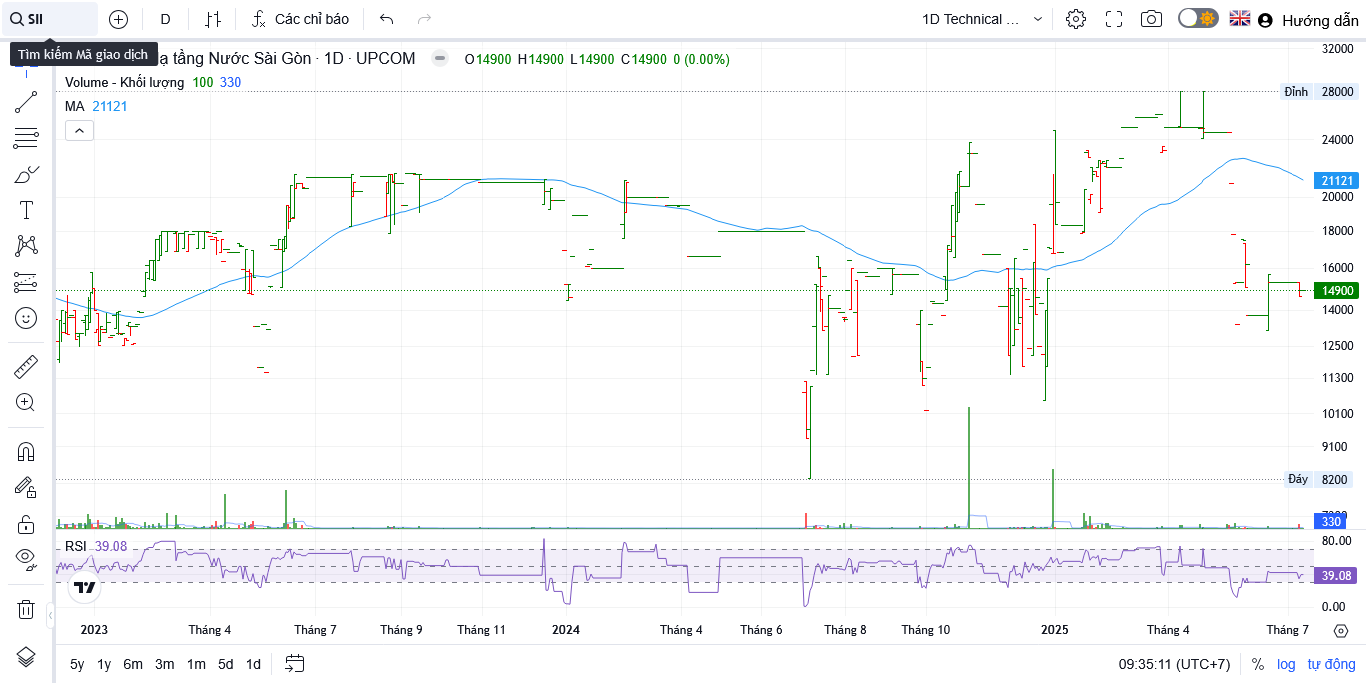 SII
D
Các chỉ báo
1D Technical ...
Hướng dẫn
Tìm kiếm Mã giao dịch
ạ tầng Nước Sài Gòn · 1D · UPCOM
O14900 H14900 L14900 C14900 0 (0.00%)
Volume - Khối lượng 100 330
MA 21121
32000
Đỉnh 28000
24000
21121
20000
18000
16000
14900
14000
12500
11300
10100
9100
Đáy 8200
330
RSI 39.08
80.00
39.08
0.00
2023 Tháng 4 Tháng 7 Tháng 9 Tháng 11 2024 Tháng 4 Tháng 6 Tháng 8 Tháng 10 2025 Tháng 4 Tháng 7
5y 1y 6m 3m 1m 5d 1d
09:35:11 (UTC+7) % log tự động